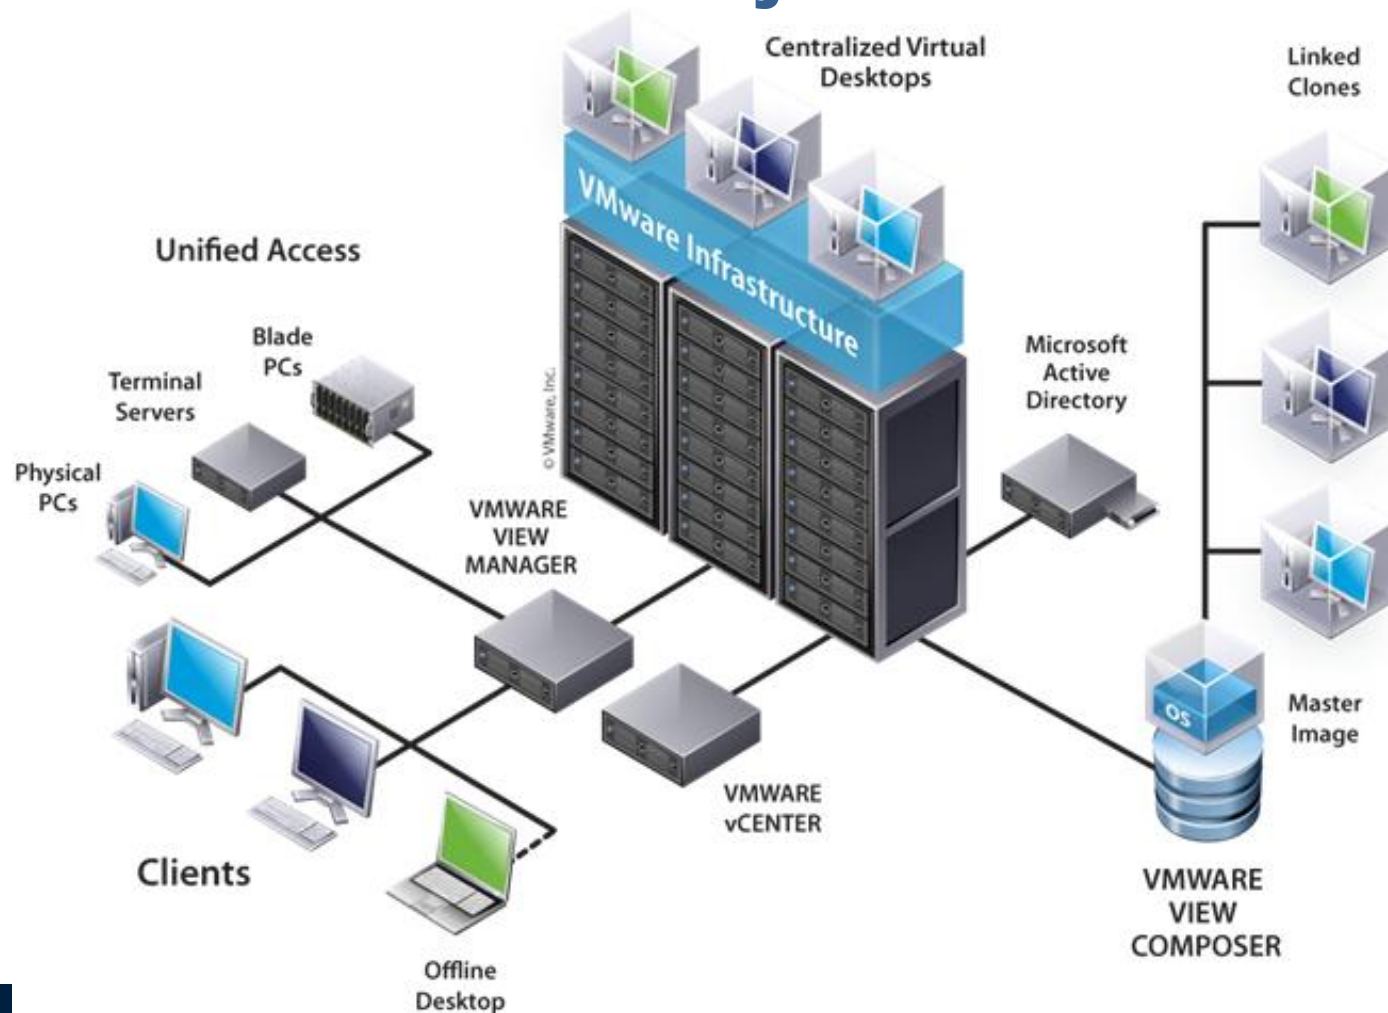 Centralized Virtual
Desktops
Linked
Clones
VMware Infrastructure
Unified Access
Blade
PCs
Terminal
Servers
Physical
PCs
© VMware, Inc.
Microsoft
Active
Directory
VMWARE
VIEW
MANAGER
OS
Master
Image
VMWARE
vCENTER
Clients
VMWARE
VIEW
COMPOSER
Offline
Desktop